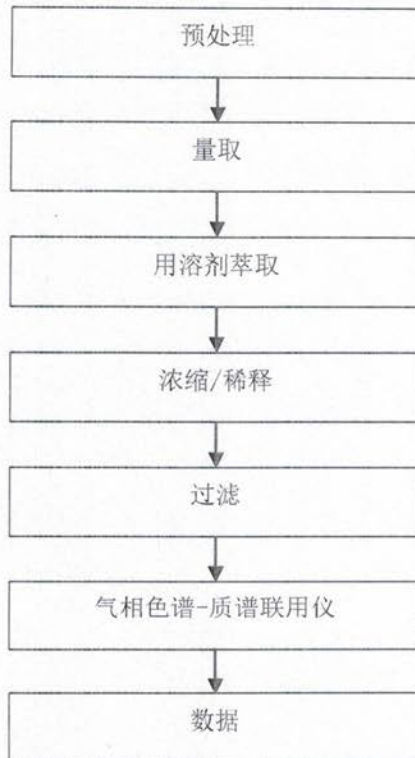 预处理
量取
用溶剂萃取
浓缩/稀释
过滤
气相色谱-质谱联用仪
数据